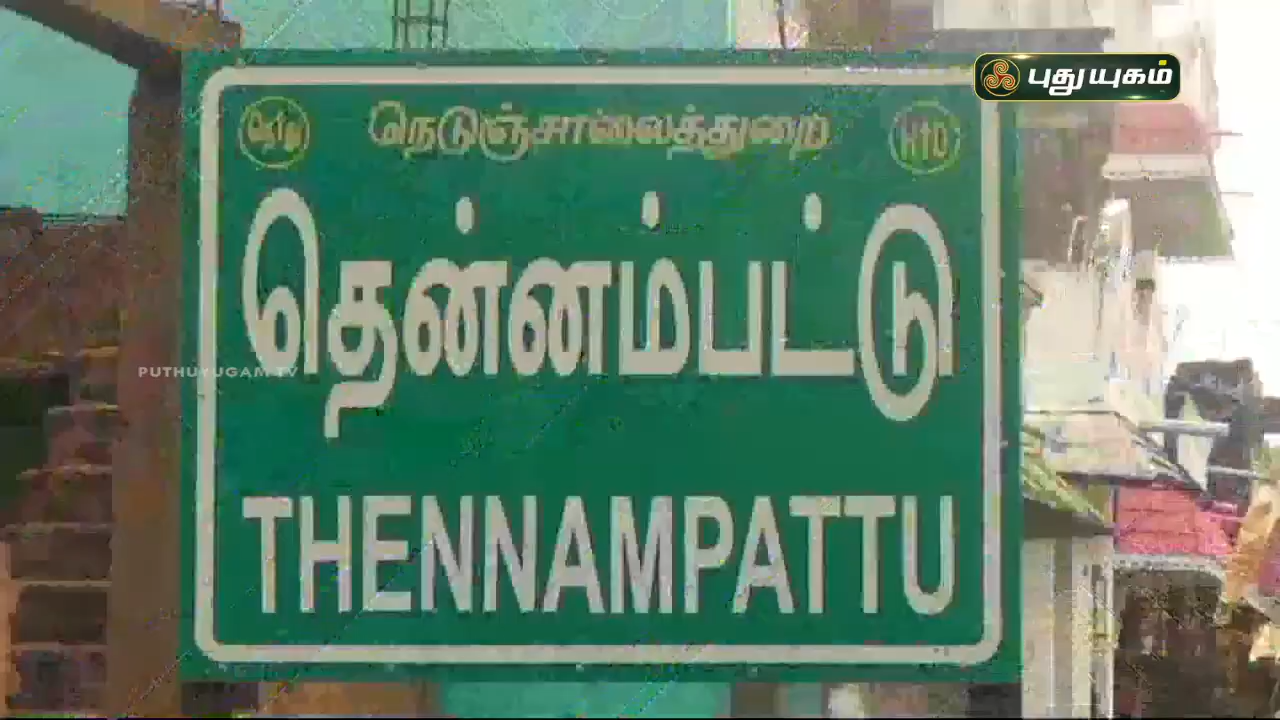 புதுயுகம்
நெடுஞ்சாலைத்துறை
தென்னம்பட்டு
PUTHUYUGAM TV
THENNAMPATTU